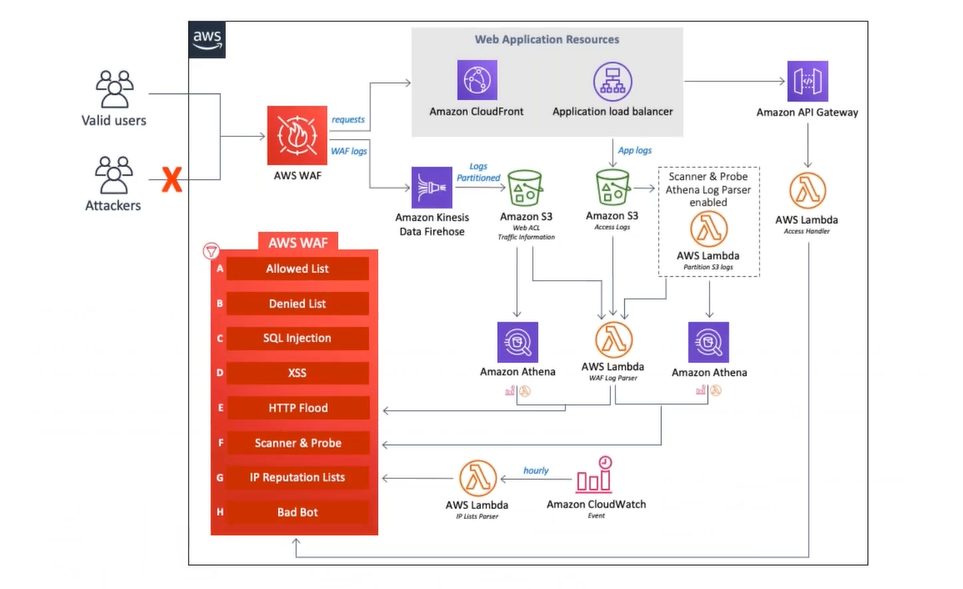 aws
Web Application Resources
Valid users
Attackers
AWS WAF
requests
WAF logs
Amazon CloudFront
Application load balancer
Amazon API Gateway
App logs
Logs
Partitioned
Amazon Kinesis
Data Firehose
Amazon S3
Web ACL
Traffic Information
Amazon S3
Access Logs
Scanner & Probe
Athena Log Parser
enabled
AWS Lambda
Partition S3 logs
AWS Lambda
Access Handler
AWS WAF
A Allowed List
B Denied List
C SQL Injection
D XSS
E HTTP Flood
F Scanner & Probe
G IP Reputation Lists
H Bad Bot
Amazon Athena
AWS Lambda
WAF Log Parser
Amazon Athena
AWS Lambda
IP Lists Parser
hourly
Amazon CloudWatch
Event